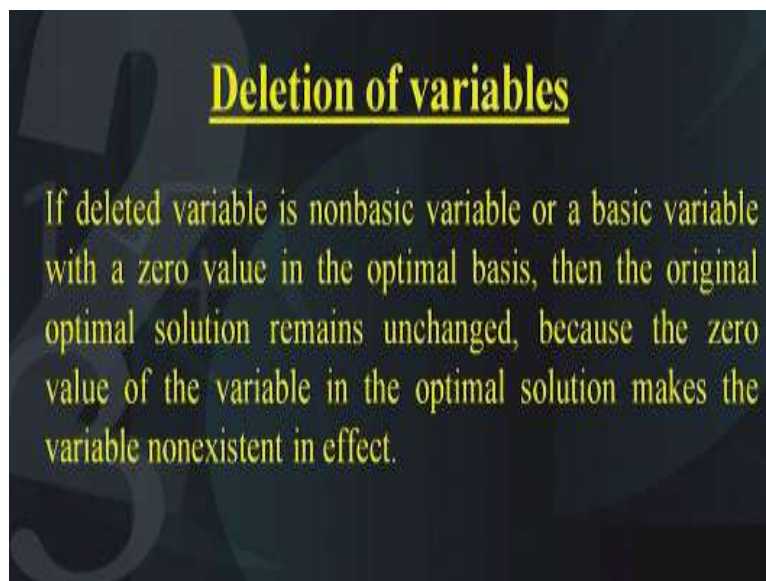 Deletion of variables
If deleted variable is nonbasic variable or a basic variable
with a zero value in the optimal basis, then the original
optimal solution remains unchanged, because the zero
value of the variable in the optimal solution makes the
variable nonexistent in effect.